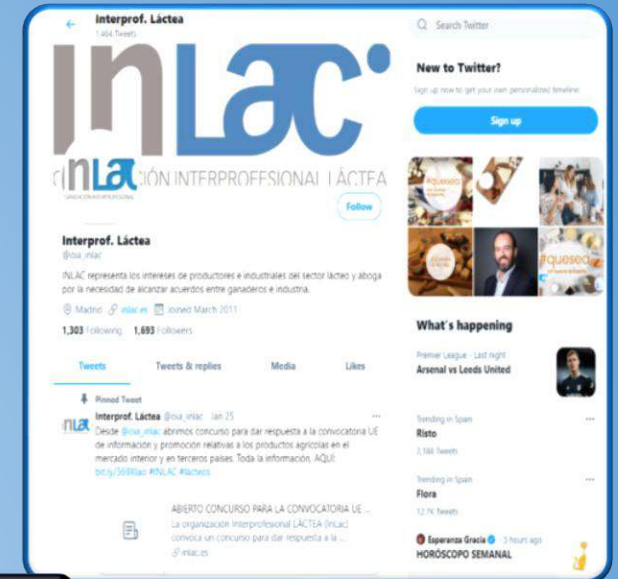 Interprof. Láctea
1,464 Tweets
inLac
inLac
ORGANIZACIÓN INTERPROFESIONAL LÁCTEA
Follow
Interprof. Láctea
@oia_inlac
INLAC representa los intereses de productores e industriales del sector lácteo y aboga
por la necesidad de alcanzar acuerdos entre ganaderos e industria.
Madrid inlac.es Joined March 2011
1,303 Following 1,693 Followers
Tweets Tweets & replies Media Likes
Pinned Tweet
Interprof. Láctea @oia_inlac Jan 25
Desde @oia_inlac abrimos concurso para dar respuesta a la convocatoria UE
de información y promoción relativas a los productos agrícolas en el
mercado interior y en terceros países. Toda la información, AQUÍ:
#INLAC #lácteos
ABIERTO CONCURSO PARA LA CONVOCATORIA UE ...
La organización Interprofesional LÁCTEA (InLac)
convoca un concurso para dar respuesta a la ...
inlac.es
Search Twitter
New to Twitter?
Sign up now to get your own personalized timeline
Sign up
#quesea
#quesea
What's happening
Premier League · Last night
Arsenal vs Leeds United
Trending in Spain
Risto
Tweets
Trending in Spain
Flora
12.7K Tweets
Esperanza Gracia 3 hours ago
HORÓSCOPO SEMANAL